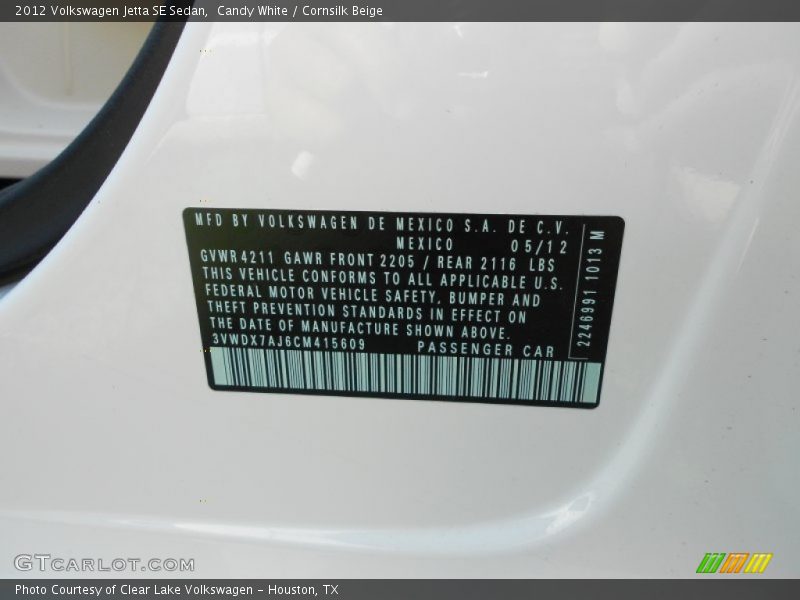 2012 Volkswagen Jetta SE Sedan,  Candy White / Cornsilk Beige
MFD BY VOLKSWAGEN DE MEXICO S.A. DE C.V.
MEXICO 05/12
GVWR 4211 GAWR FRONT 2205 / REAR 2116 LBS
THIS VEHICLE CONFORMS TO ALL APPLICABLE U.S.
FEDERAL MOTOR VEHICLE SAFETY, BUMPER AND
THEFT PREVENTION STANDARDS IN EFFECT ON
THE DATE OF MANUFACTURE SHOWN ABOVE.
3VWDX7AJ6CM415609 PASSENGER CAR
2246991 1013 M
GTCARLOT.COM
Photo Courtesy of Clear Lake Volkswagen – Houston, TX